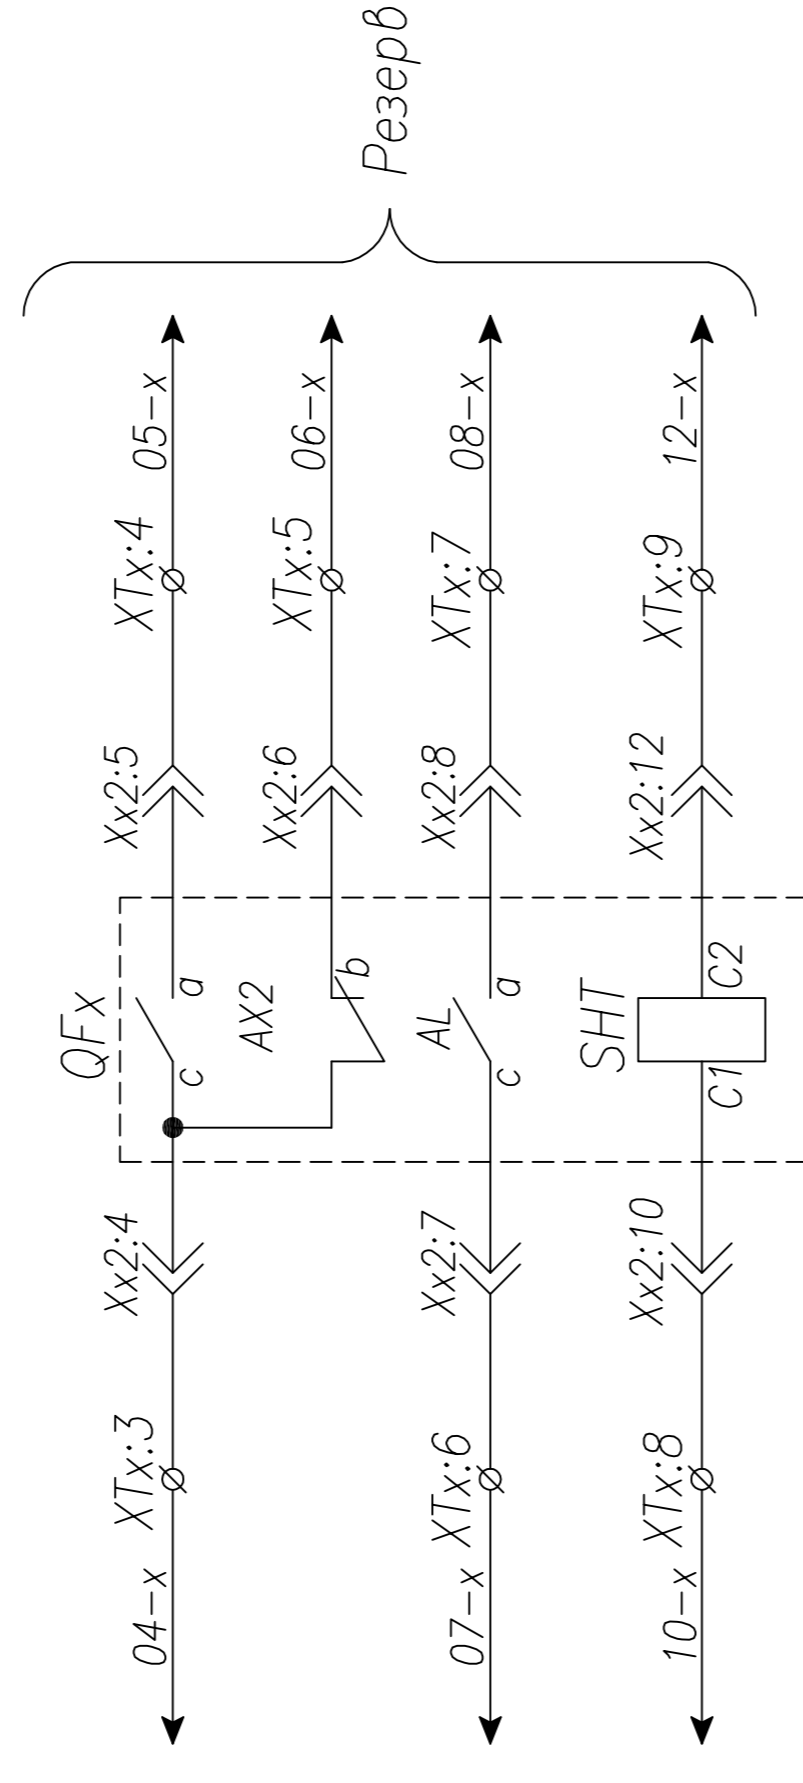 Резерв
05-x
06-x
08-x
12-x
XTx:4
XTx:5
XTx:7
XTx:9
Xx2:5
Xx2:6
Xx2:8
Xx2:12
QFx
a
c
AX2
b
AL
a
c
SHT
C2
C1
Xx2:4
Xx2:7
Xx2:10
XTx:3
XTx:6
XTx:8
04-x
07-x
10-x